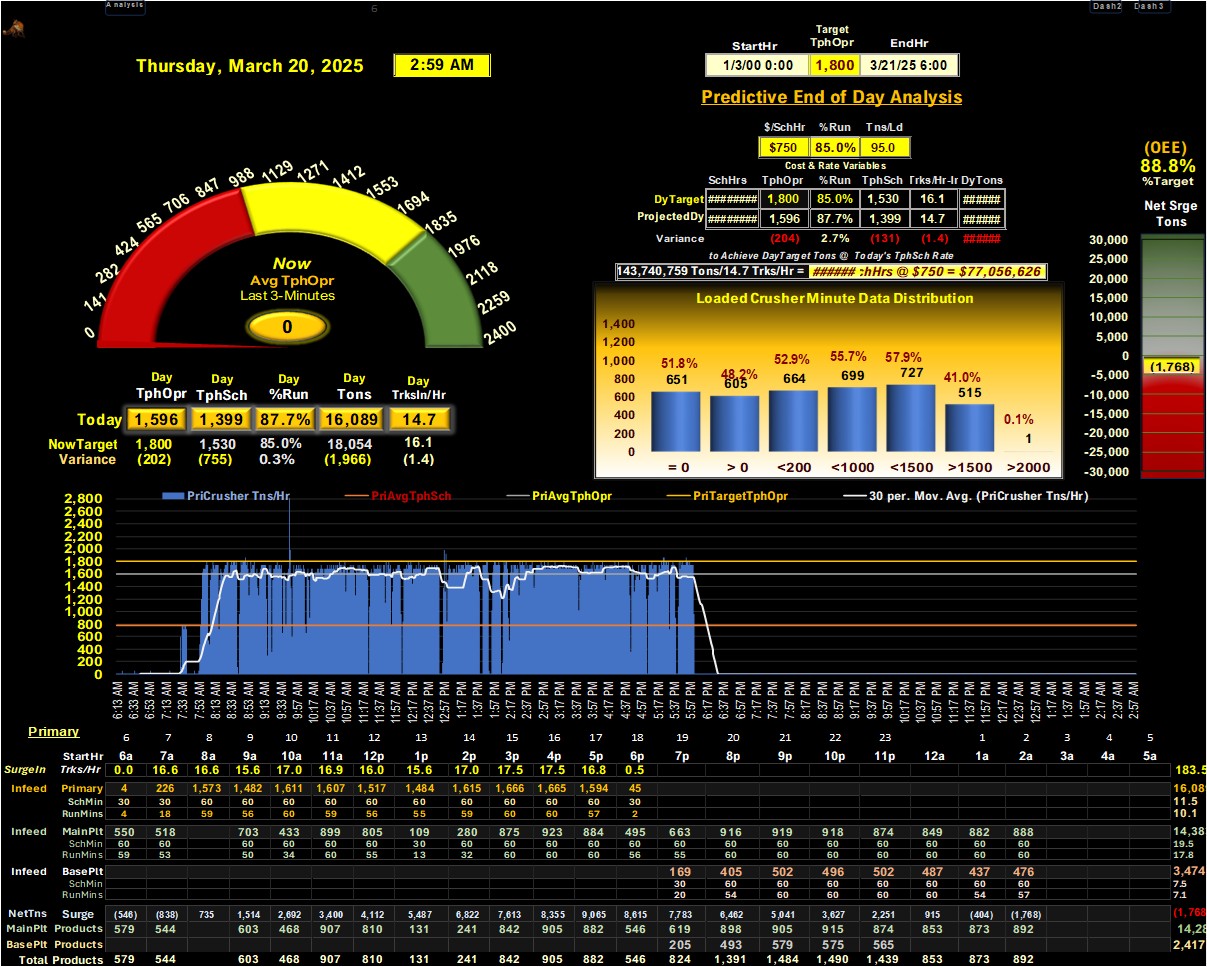 Analysis
6
Dash2 Dash3
Thursday, March 20, 2025 2:59 AM
StartHr Target TphOpr EndHr
1/3/00 0:00 1,800 3/21/25 6:00
Predictive End of Day Analysis
$/SchHr %Run Tns/Ld
$750 85.0% 95.0
Cost & Rate Variables
SchHrs TphOpr %Run TphSch Trks/Hr-Ir DyTons
DyTarget ######## 1,800 85.0% 1,530 16.1 ######
ProjectedDy ######## 1,596 87.7% 1,399 14.7 ######
Variance (204) 2.7% (131) (1.4) ######
to Achieve DayTarget Tons @ Today's TphSch Rate
143,740,759 Tons/14.7 Trks/Hr = ###### :hHrs @ $750 = $77,056,626
(OEE)
88.8%
%Target
Net Srge
Tons
30,000
25,000
20,000
15,000
10,000
5,000
0
(1,768)
-5,000
-10,000
-15,000
-20,000
-25,000
-30,000
0 141 282 424 565 706 847 988 1129 1271 1412 1553 1694 1835 1976 2118 2259 2400
Now
Avg TphOpr
Last 3-Minutes
0
Day Day Day Day Day
TphOpr TphSch %Run Tons TrksIn/Hr
Today 1,596 1,399 87.7% 16,089 14.7
NowTarget 1,800 1,530 85.0% 18,054 16.1
Variance (202) (755) 0.3% (1,966) (1.4)
Loaded Crusher Minute Data Distribution
1,400
1,200
1,000
800
600
400
200
0
51.8% 48.2% 52.9% 55.7% 57.9% 41.0% 0.1%
651 605 664 699 727 515 1
= 0 > 0 <200 <1000 <1500 >1500 >2000
PriCrusher Tns/Hr PriAvgTphSch PriAvgTphOpr PriTargetTphOpr 30 per. Mov. Avg. (PriCrusher Tns/Hr)
2,800
2,600
2,400
2,200
2,000
1,800
1,600
1,400
1,200
1,000
800
600
400
200
0
6:13 AM 6:33 AM 6:53 AM 7:13 AM 7:33 AM 7:53 AM 8:13 AM 8:33 AM 8:53 AM 9:13 AM 9:33 AM 9:57 AM 10:17 AM 10:37 AM 10:57 AM 11:17 AM 11:37 AM 11:57 AM 12:17 PM 12:37 PM 12:57 PM 1:17 PM 1:37 PM 1:57 PM 2:17 PM 2:37 PM 2:57 PM 3:17 PM 3:37 PM 3:57 PM 4:17 PM 4:37 PM 4:57 PM 5:17 PM 5:37 PM 5:57 PM 6:17 PM 6:37 PM 6:57 PM 7:17 PM 7:37 PM 7:57 PM 8:17 PM 8:37 PM 8:57 PM 9:17 PM 9:37 PM 9:57 PM 10:17 PM 10:37 PM 10:57 PM 11:17 PM 11:37 PM 11:57 PM 12:17 AM 12:37 AM 12:57 AM 1:17 AM 1:37 AM 1:57 AM 2:17 AM 2:37 AM 2:57 AM
Primary 6 7 8 9 10 11 12 13 14 15 16 17 18 19 20 21 22 23 1 2 3 4 5
StartHr 6a 7a 8a 9a 10a 11a 12p 1p 2p 3p 4p 5p 6p 7p 8p 9p 10p 11p 12a 1a 2a 3a 4a 5a
SurgeIn Trks/Hr 0.0 16.6 16.6 15.6 17.0 16.9 16.0 15.6 17.0 17.5 17.5 16.8 0.5 183.5
Infeed Primary 4 226 1,573 1,482 1,611 1,607 1,517 1,484 1,615 1,666 1,665 1,594 45 16,089
SchMin 30 30 60 60 60 60 60 60 60 60 60 60 30 11.5
RunMins 4 18 59 56 60 59 56 55 59 60 60 57 2 10.1
Infeed MainPlt 550 518 703 433 899 805 109 280 875 923 884 495 663 916 919 918 874 849 882 888 14,383
SchMin 60 60 60 60 60 60 30 60 60 60 60 60 60 60 60 60 60 60 60 60 19.5
RunMins 59 53 50 34 60 55 13 32 60 60 60 56 55 60 60 60 60 60 60 60 17.8
Infeed BasePlt 169 405 502 496 502 487 437 476 3,474
SchMin 30 60 60 60 60 60 60 60 7.5
RunMins 20 54 60 60 60 60 54 57 7.1
NetTns Surge (546) (838) 735 1,514 2,692 3,400 4,112 5,487 6,822 7,613 8,355 9,065 8,615 7,783 6,462 5,041 3,627 2,251 915 (404) (1,768) (1,768
MainPlt Products 579 544 603 468 907 810 131 241 842 905 882 546 619 898 905 915 874 853 873 892 14,28
BasePlt Products 205 493 579 575 565 2,417
Total Products 579 544 603 468 907 810 131 241 842 905 882 546 824 1,391 1,484 1,490 1,439 853 873 892